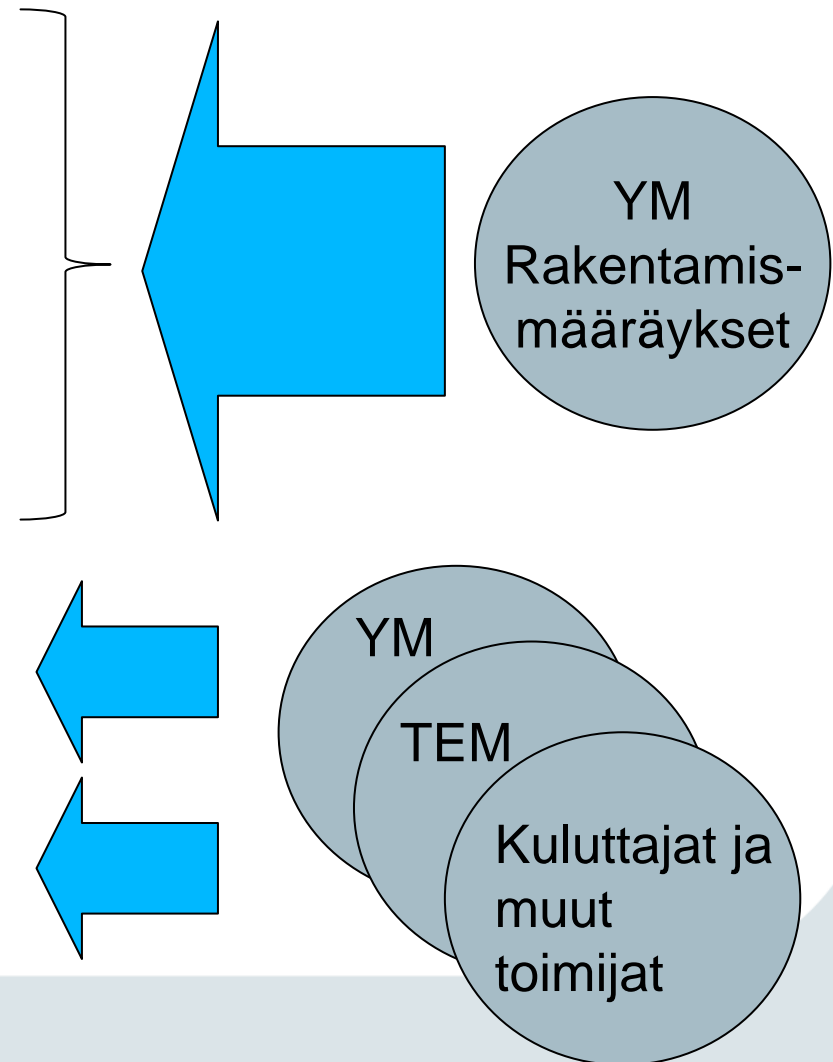 YM
Rakentamis-
määräykset
YM
TEM
Kuluttajat ja
muut
toimijat